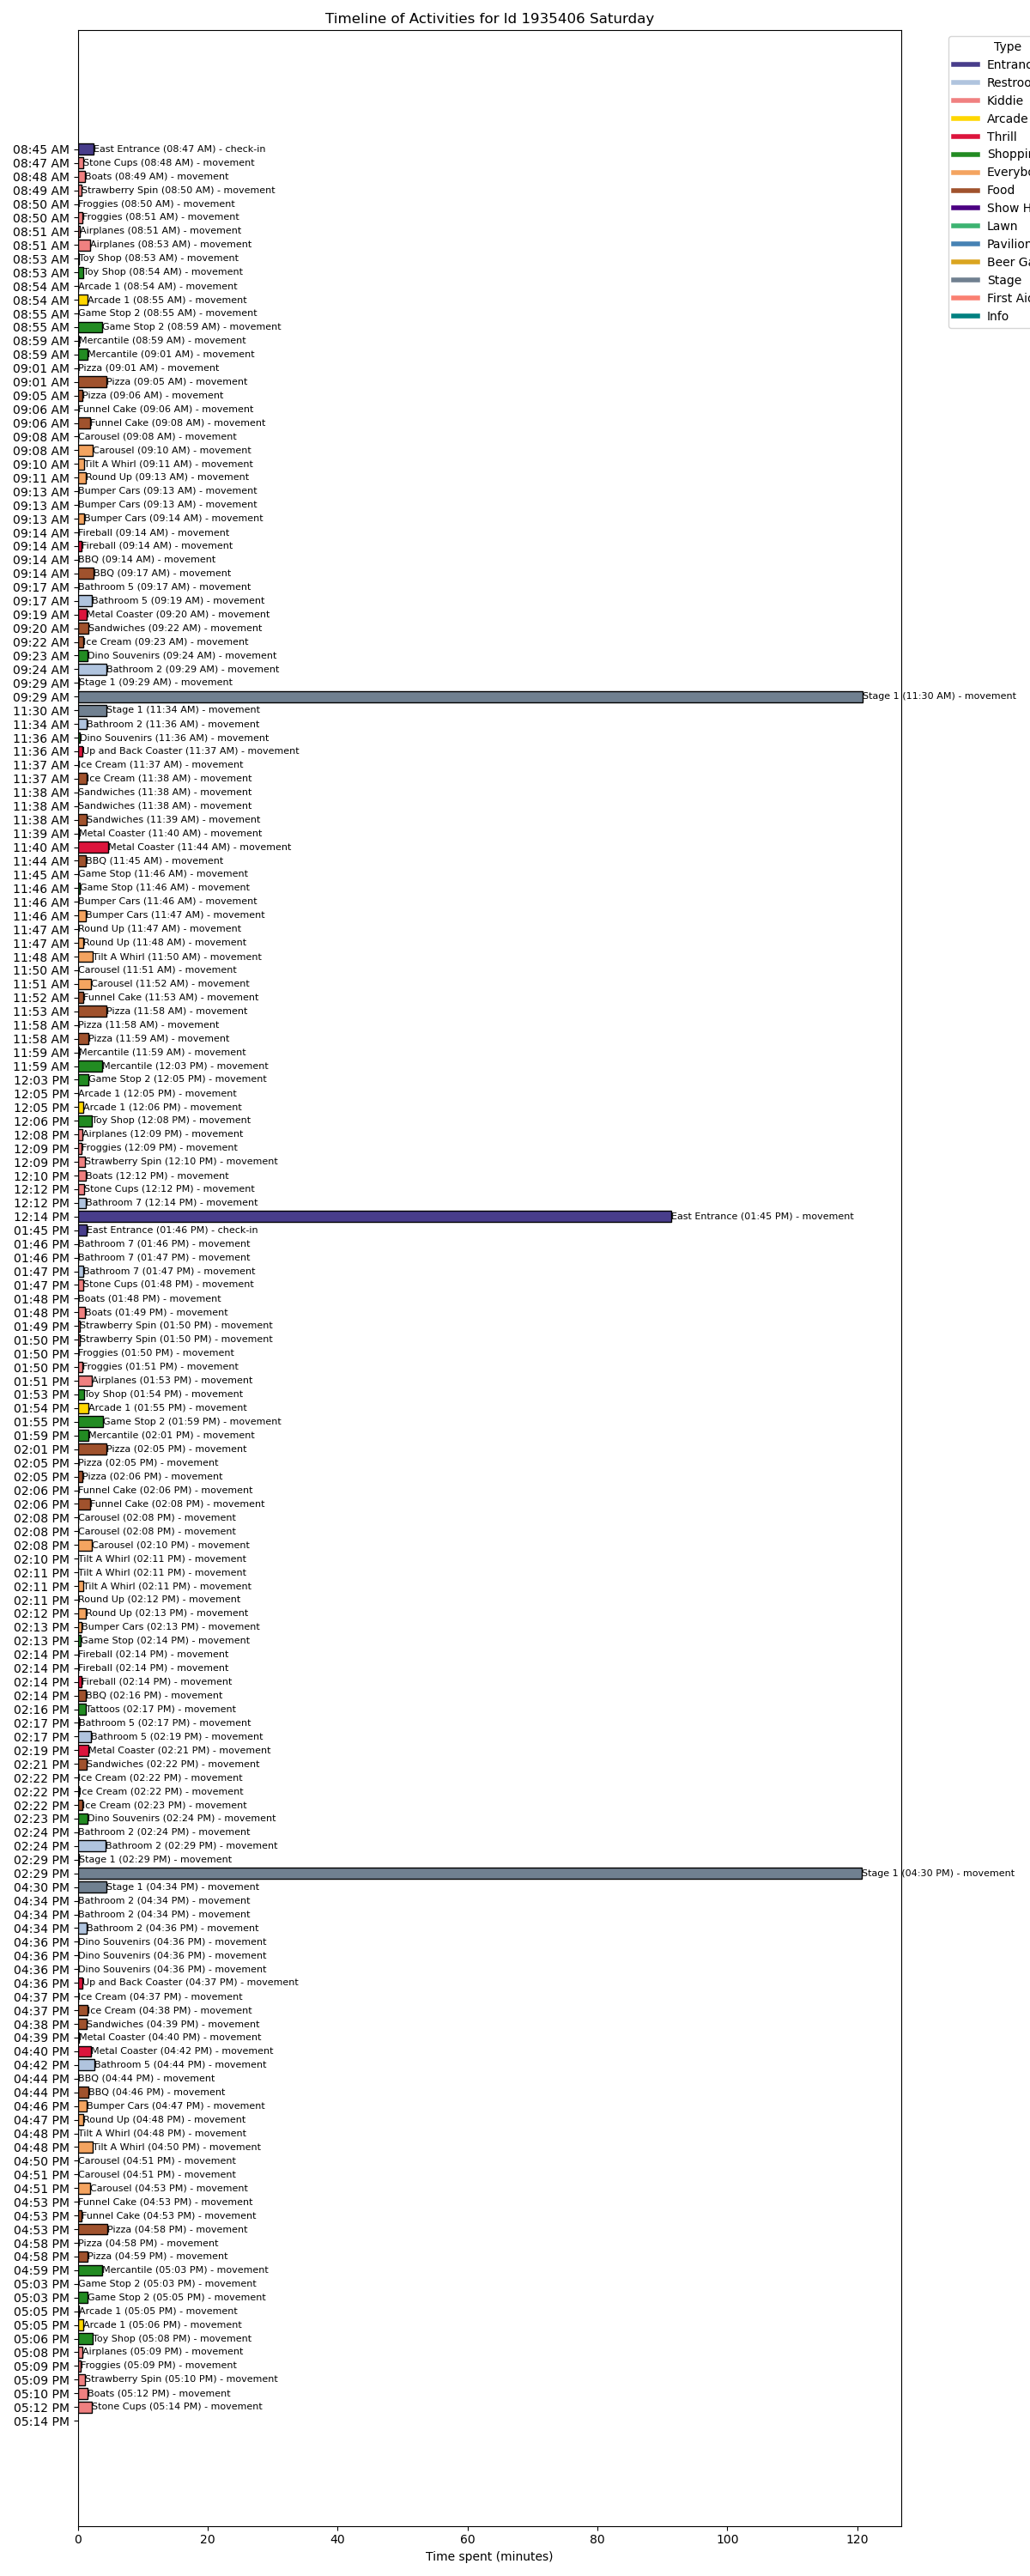 Timeline of Activities for Id 1935406 Saturday
Type
Entranc
Restroo
Kiddie
Arcade
Thrill
Shoppin
Everybo
Food
Show H
Lawn
Pavilion
Beer Ga
Stage
First Aid
Info
08:45 AM East Entrance (08:47 AM) - check-in
08:47 AM Stone Cups (08:48 AM) - movement
08:48 AM Boats (08:49 AM) - movement
08:49 AM Strawberry Spin (08:50 AM) - movement
08:50 AM Froggies (08:50 AM) - movement
08:50 AM Froggies (08:51 AM) - movement
08:51 AM Airplanes (08:51 AM) - movement
08:51 AM Airplanes (08:53 AM) - movement
08:53 AM Toy Shop (08:53 AM) - movement
08:53 AM Toy Shop (08:54 AM) - movement
08:54 AM Arcade 1 (08:54 AM) - movement
08:54 AM Arcade 1 (08:55 AM) - movement
08:55 AM Game Stop 2 (08:55 AM) - movement
08:55 AM Game Stop 2 (08:59 AM) - movement
08:59 AM Mercantile (08:59 AM) - movement
08:59 AM Mercantile (09:01 AM) - movement
09:01 AM Pizza (09:01 AM) - movement
09:01 AM Pizza (09:05 AM) - movement
09:05 AM Pizza (09:06 AM) - movement
09:06 AM Funnel Cake (09:06 AM) - movement
09:06 AM Funnel Cake (09:08 AM) - movement
09:08 AM Carousel (09:08 AM) - movement
09:08 AM Carousel (09:10 AM) - movement
09:10 AM Tilt A Whirl (09:11 AM) - movement
09:11 AM Round Up (09:13 AM) - movement
09:13 AM Bumper Cars (09:13 AM) - movement
09:13 AM Bumper Cars (09:13 AM) - movement
09:13 AM Bumper Cars (09:14 AM) - movement
09:14 AM Fireball (09:14 AM) - movement
09:14 AM Fireball (09:14 AM) - movement
09:14 AM BBQ (09:14 AM) - movement
09:14 AM BBQ (09:17 AM) - movement
09:17 AM Bathroom 5 (09:17 AM) - movement
09:17 AM Bathroom 5 (09:19 AM) - movement
09:19 AM Metal Coaster (09:20 AM) - movement
09:20 AM Sandwiches (09:22 AM) - movement
09:22 AM Ice Cream (09:23 AM) - movement
09:23 AM Dino Souvenirs (09:24 AM) - movement
09:24 AM Bathroom 2 (09:29 AM) - movement
09:29 AM Stage 1 (09:29 AM) - movement
09:29 AM Stage 1 (11:30 AM) - movement
11:30 AM Stage 1 (11:34 AM) - movement
11:34 AM Bathroom 2 (11:36 AM) - movement
11:36 AM Dino Souvenirs (11:36 AM) - movement
11:36 AM Up and Back Coaster (11:37 AM) - movement
11:37 AM Ice Cream (11:37 AM) - movement
11:37 AM Ice Cream (11:38 AM) - movement
11:38 AM Sandwiches (11:38 AM) - movement
11:38 AM Sandwiches (11:38 AM) - movement
11:38 AM Sandwiches (11:39 AM) - movement
11:39 AM Metal Coaster (11:40 AM) - movement
11:40 AM Metal Coaster (11:44 AM) - movement
11:44 AM BBQ (11:45 AM) - movement
11:45 AM Game Stop (11:46 AM) - movement
11:46 AM Game Stop (11:46 AM) - movement
11:46 AM Bumper Cars (11:46 AM) - movement
11:46 AM Bumper Cars (11:47 AM) - movement
11:47 AM Round Up (11:47 AM) - movement
11:47 AM Round Up (11:48 AM) - movement
11:48 AM Tilt A Whirl (11:50 AM) - movement
11:50 AM Carousel (11:51 AM) - movement
11:51 AM Carousel (11:52 AM) - movement
11:52 AM Funnel Cake (11:53 AM) - movement
11:53 AM Pizza (11:58 AM) - movement
11:58 AM Pizza (11:58 AM) - movement
11:58 AM Pizza (11:59 AM) - movement
11:59 AM Mercantile (11:59 AM) - movement
11:59 AM Mercantile (12:03 PM) - movement
12:03 PM Game Stop 2 (12:05 PM) - movement
12:05 PM Arcade 1 (12:05 PM) - movement
12:05 PM Arcade 1 (12:06 PM) - movement
12:06 PM Toy Shop (12:08 PM) - movement
12:08 PM Airplanes (12:09 PM) - movement
12:09 PM Froggies (12:09 PM) - movement
12:09 PM Strawberry Spin (12:10 PM) - movement
12:10 PM Boats (12:12 PM) - movement
12:12 PM Stone Cups (12:12 PM) - movement
12:12 PM Bathroom 7 (12:14 PM) - movement
12:14 PM East Entrance (01:45 PM) - movement
01:45 PM East Entrance (01:46 PM) - check-in
01:46 PM Bathroom 7 (01:46 PM) - movement
01:46 PM Bathroom 7 (01:47 PM) - movement
01:47 PM Bathroom 7 (01:47 PM) - movement
01:47 PM Stone Cups (01:48 PM) - movement
01:48 PM Boats (01:48 PM) - movement
01:48 PM Boats (01:49 PM) - movement
01:49 PM Strawberry Spin (01:50 PM) - movement
01:50 PM Strawberry Spin (01:50 PM) - movement
01:50 PM Froggies (01:50 PM) - movement
01:50 PM Froggies (01:51 PM) - movement
01:51 PM Airplanes (01:53 PM) - movement
01:53 PM Toy Shop (01:54 PM) - movement
01:54 PM Arcade 1 (01:55 PM) - movement
01:55 PM Game Stop 2 (01:59 PM) - movement
01:59 PM Mercantile (02:01 PM) - movement
02:01 PM Pizza (02:05 PM) - movement
02:05 PM Pizza (02:05 PM) - movement
02:05 PM Pizza (02:06 PM) - movement
02:06 PM Funnel Cake (02:06 PM) - movement
02:06 PM Funnel Cake (02:08 PM) - movement
02:08 PM Carousel (02:08 PM) - movement
02:08 PM Carousel (02:08 PM) - movement
02:08 PM Carousel (02:10 PM) - movement
02:10 PM Tilt A Whirl (02:11 PM) - movement
02:11 PM Tilt A Whirl (02:11 PM) - movement
02:11 PM Tilt A Whirl (02:11 PM) - movement
02:11 PM Round Up (02:12 PM) - movement
02:12 PM Round Up (02:13 PM) - movement
02:13 PM Bumper Cars (02:13 PM) - movement
02:13 PM Game Stop (02:14 PM) - movement
02:14 PM Fireball (02:14 PM) - movement
02:14 PM Fireball (02:14 PM) - movement
02:14 PM Fireball (02:14 PM) - movement
02:14 PM BBQ (02:16 PM) - movement
02:16 PM Tattoos (02:17 PM) - movement
02:17 PM Bathroom 5 (02:17 PM) - movement
02:17 PM Bathroom 5 (02:19 PM) - movement
02:19 PM Metal Coaster (02:21 PM) - movement
02:21 PM Sandwiches (02:22 PM) - movement
02:22 PM Ice Cream (02:22 PM) - movement
02:22 PM Ice Cream (02:22 PM) - movement
02:22 PM Ice Cream (02:23 PM) - movement
02:23 PM Dino Souvenirs (02:24 PM) - movement
02:24 PM Bathroom 2 (02:24 PM) - movement
02:24 PM Bathroom 2 (02:29 PM) - movement
02:29 PM Stage 1 (02:29 PM) - movement
02:29 PM Stage 1 (04:30 PM) - movement
04:30 PM Stage 1 (04:34 PM) - movement
04:34 PM Bathroom 2 (04:34 PM) - movement
04:34 PM Bathroom 2 (04:34 PM) - movement
04:34 PM Bathroom 2 (04:36 PM) - movement
04:36 PM Dino Souvenirs (04:36 PM) - movement
04:36 PM Dino Souvenirs (04:36 PM) - movement
04:36 PM Dino Souvenirs (04:36 PM) - movement
04:36 PM Up and Back Coaster (04:37 PM) - movement
04:37 PM Ice Cream (04:37 PM) - movement
04:37 PM Ice Cream (04:38 PM) - movement
04:38 PM Sandwiches (04:39 PM) - movement
04:39 PM Metal Coaster (04:40 PM) - movement
04:40 PM Metal Coaster (04:42 PM) - movement
04:42 PM Bathroom 5 (04:44 PM) - movement
04:44 PM BBQ (04:44 PM) - movement
04:44 PM BBQ (04:46 PM) - movement
04:46 PM Bumper Cars (04:47 PM) - movement
04:47 PM Round Up (04:48 PM) - movement
04:48 PM Tilt A Whirl (04:48 PM) - movement
04:48 PM Tilt A Whirl (04:50 PM) - movement
04:50 PM Carousel (04:51 PM) - movement
04:51 PM Carousel (04:51 PM) - movement
04:51 PM Carousel (04:53 PM) - movement
04:53 PM Funnel Cake (04:53 PM) - movement
04:53 PM Funnel Cake (04:53 PM) - movement
04:53 PM Pizza (04:58 PM) - movement
04:58 PM Pizza (04:58 PM) - movement
04:58 PM Pizza (04:59 PM) - movement
04:59 PM Mercantile (05:03 PM) - movement
05:03 PM Game Stop 2 (05:03 PM) - movement
05:03 PM Game Stop 2 (05:05 PM) - movement
05:05 PM Arcade 1 (05:05 PM) - movement
05:05 PM Arcade 1 (05:06 PM) - movement
05:06 PM Toy Shop (05:08 PM) - movement
05:08 PM Airplanes (05:09 PM) - movement
05:09 PM Froggies (05:09 PM) - movement
05:09 PM Strawberry Spin (05:10 PM) - movement
05:10 PM Boats (05:12 PM) - movement
05:12 PM Stone Cups (05:14 PM) - movement
05:14 PM
0 20 40 60 80 100 120
Time spent (minutes)